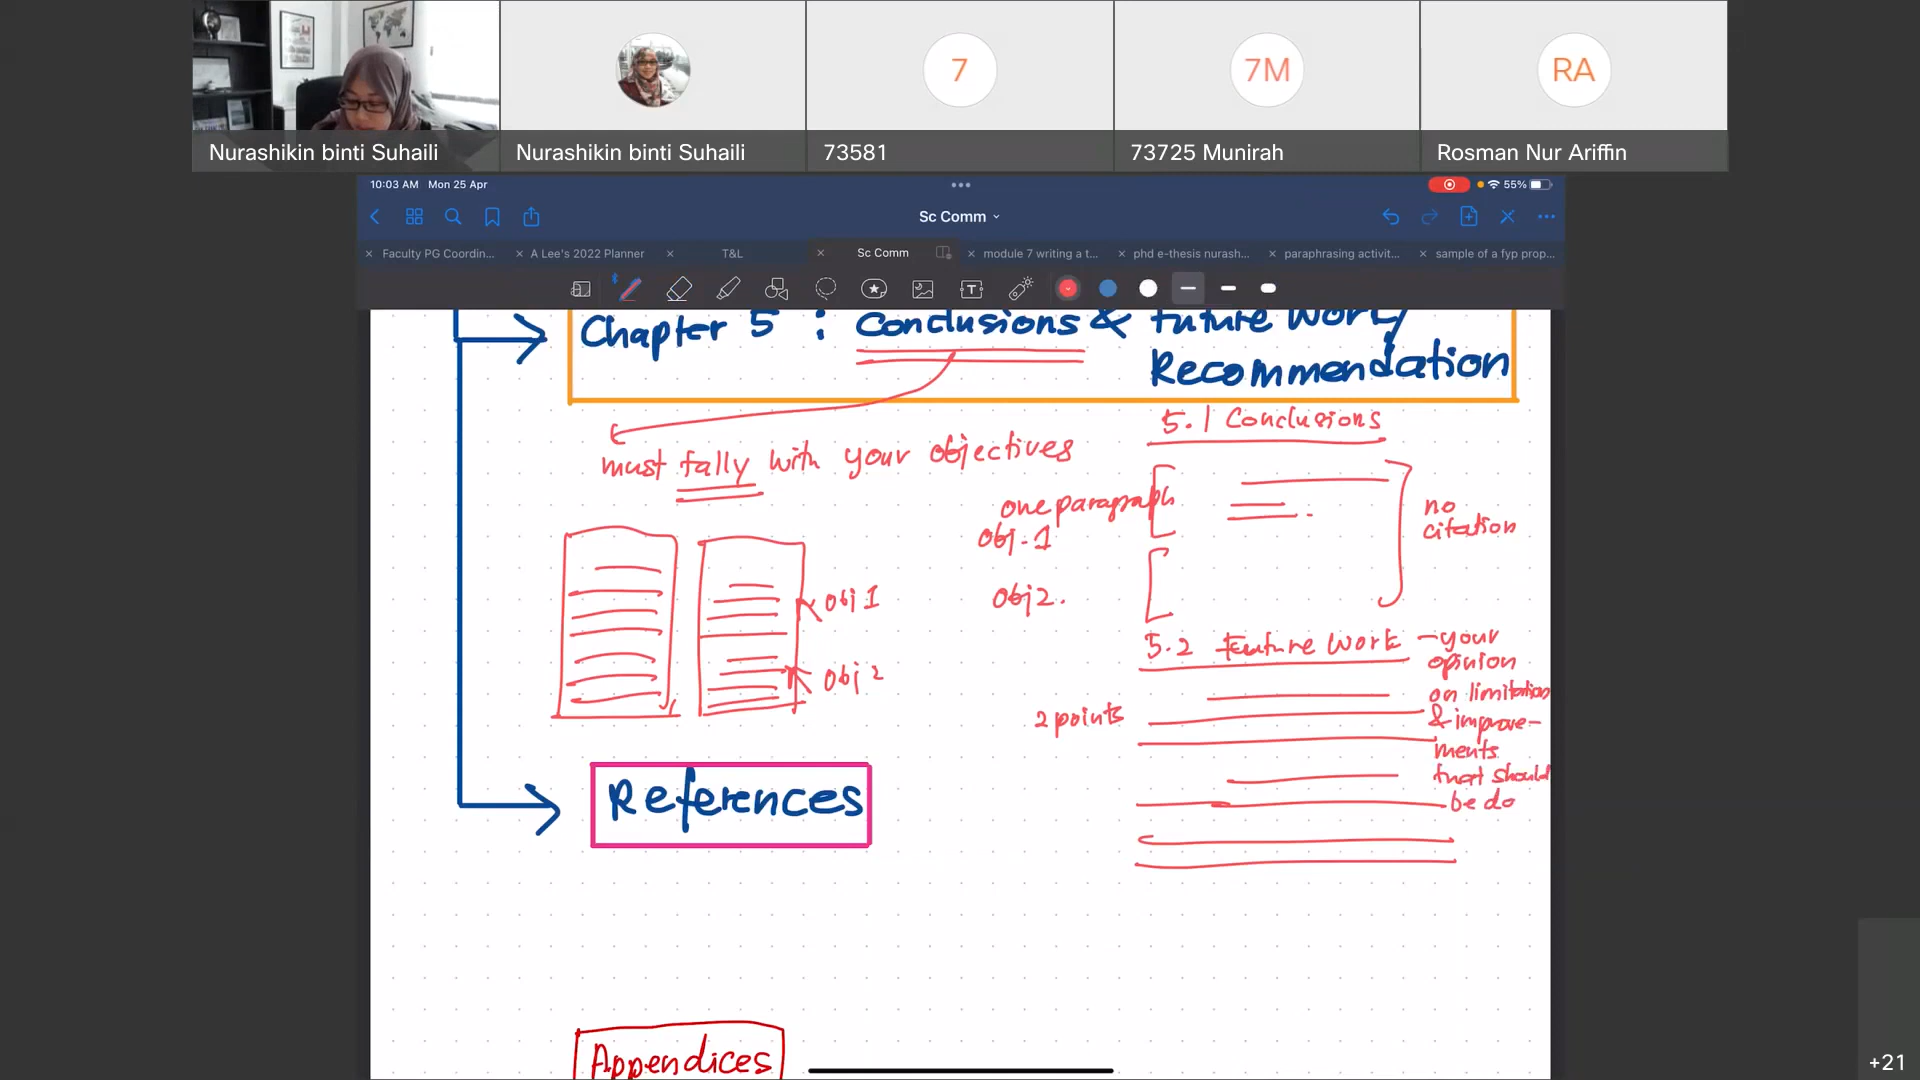 7
7M
RA
Nurashikin binti Suhaili
Nurashikin binti Suhaili
73581
73725 Munirah
Rosman Nur Ariffin
10:03 AM Mon 25 Apr
55%
Sc Comm
Faculty PG Coordin...
A Lee's 2022 Planner
T&L
Sc Comm
module 7 writing a t...
phd e-thesis nurash...
paraphrasing activit...
sample of a fyp prop...
Chapter 5 : Conclusions & Future Work/
Recommendation
must tally with your objectives
obj 1
obj 2
5.1 Conclusions
one paragraph
obj. 1
obj 2.
no
citation
5.2 Future Work - your
opinion
on limitation
& improve-
ments
that should
be do
2 points
References
Appendices
+21